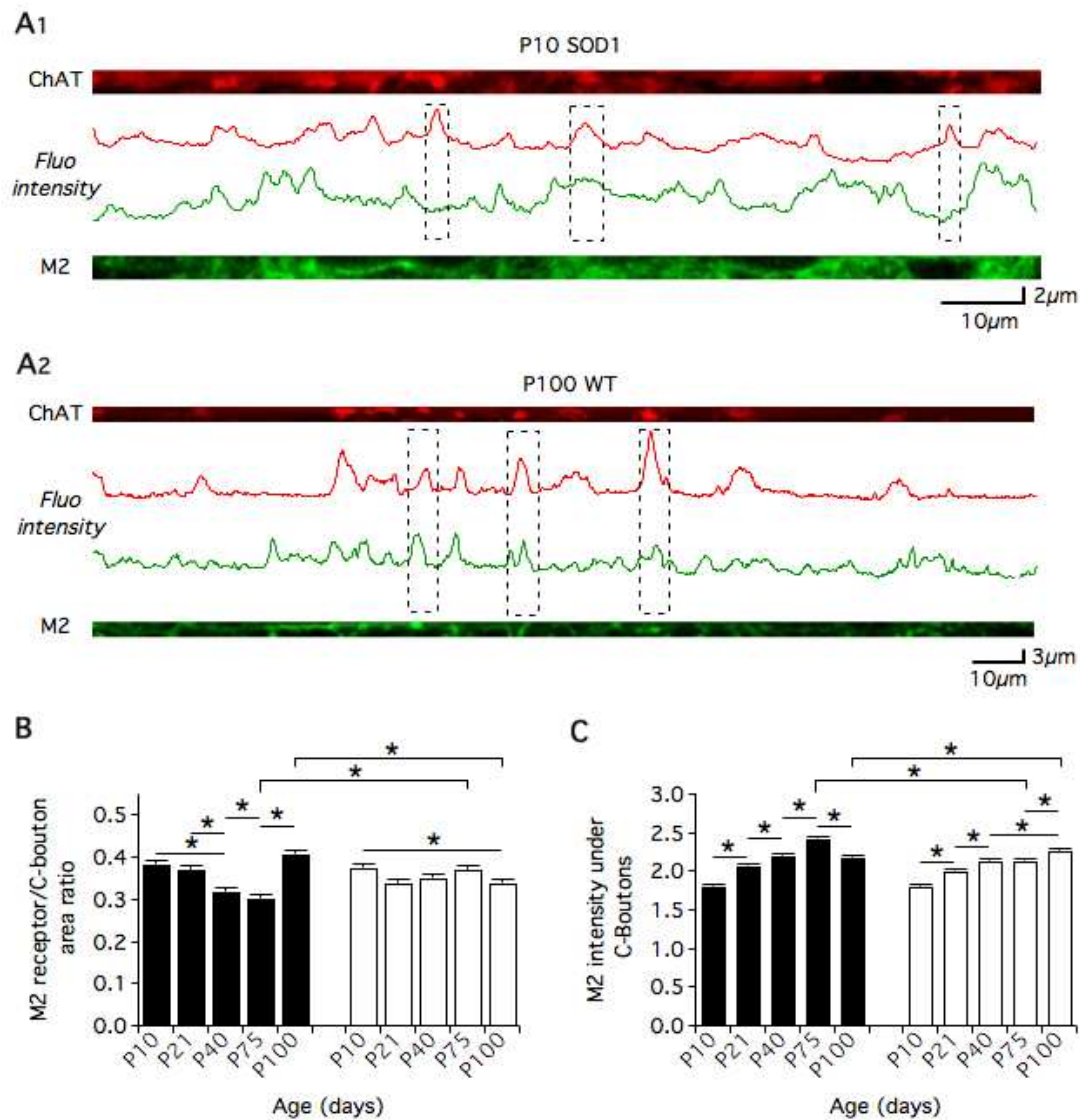 A1
P10 SOD1
ChAT
Fluo
intensity
M2
2µm
10µm
A2
P100 WT
ChAT
Fluo
intensity
M2
3µm
10µm
B
* *
* * * * *
M2 receptor/C-bouton
area ratio
0.5
0.4
0.3
0.2
0.1
0.0
P10 P21 P40 P75 P100 P10 P21 P40 P75 P100
Age (days)
C
* *
* * * * * * * *
M2 intensity under
C-Boutons
3.0
2.5
2.0
1.5
1.0
0.5
0.0
P10 P21 P40 P75 P100 P10 P21 P40 P75 P100
Age (days)